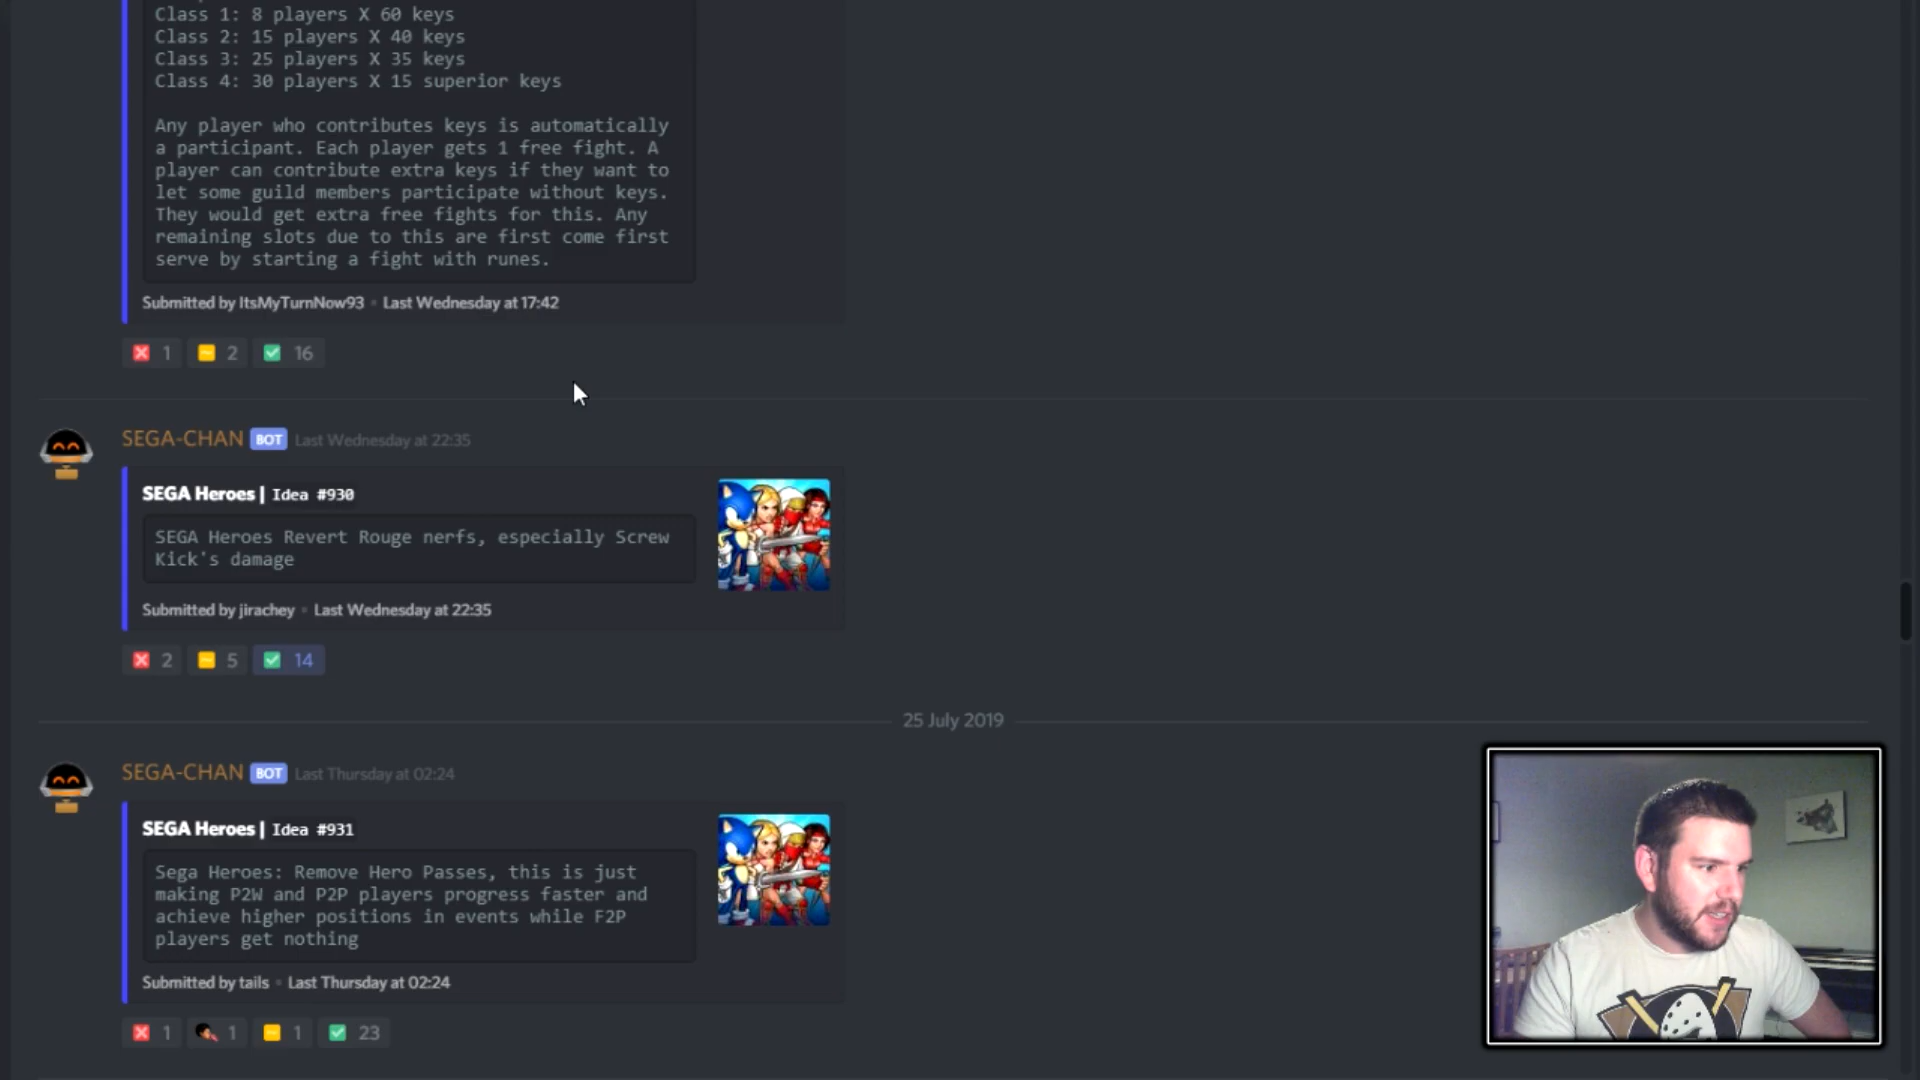 Class 1: 8 players X 60 keys
Class 2: 15 players X 40 keys
Class 3: 25 players X 35 keys
Class 4: 30 players X 15 superior keys
Any player who contributes keys is automatically
a participant. Each player gets 1 free fight. A
player can contribute extra keys if they want to
let some guild members participate without keys.
They would get extra free fights for this. Any
remaining slots due to this are first come first
serve by starting a fight with runes.
Submitted by ItsMyTurnNow93 • Last Wednesday at 17:42
1 2 16
SEGA-CHAN BOT Last Wednesday at 22:35
SEGA Heroes | Idea #930
SEGA Heroes Revert Rouge nerfs, especially Screw
Kick's damage
Submitted by jirachey • Last Wednesday at 22:35
2 5 14
25 July 2019
SEGA-CHAN BOT Last Thursday at 02:24
SEGA Heroes | Idea #931
Sega Heroes: Remove Hero Passes, this is just
making P2W and P2P players progress faster and
achieve higher positions in events while F2P
players get nothing
Submitted by tails • Last Thursday at 02:24
1 1 1 23